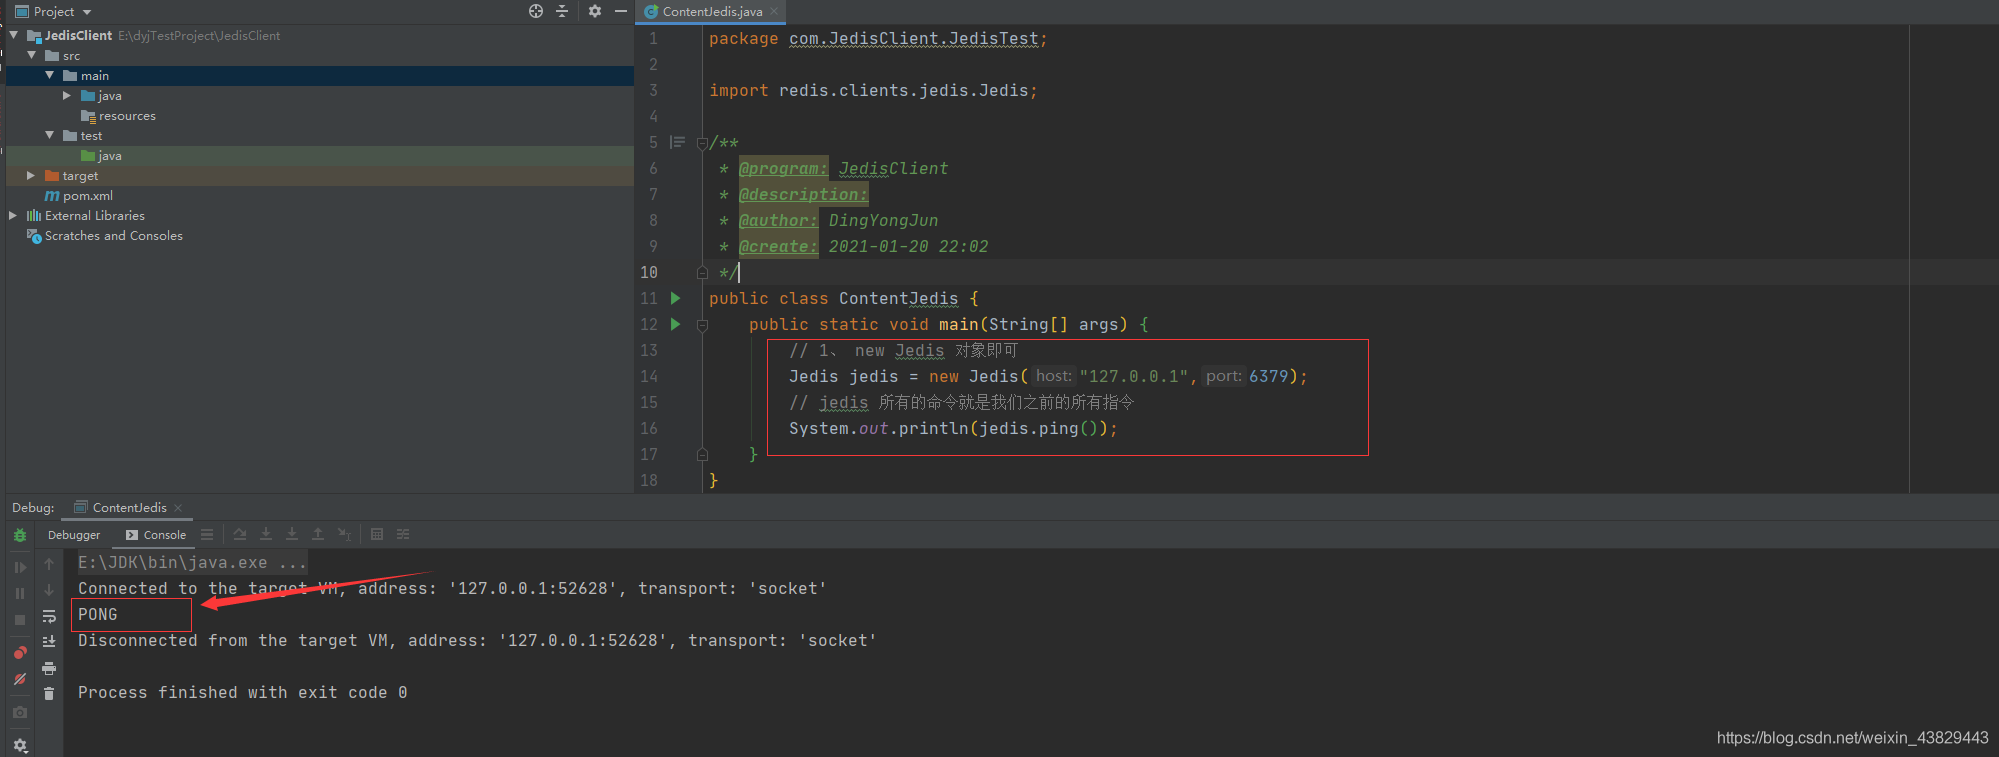 Project
JedisClient E:\dyjTestProject\JedisClient
src
main
java
resources
test
java
target
pom.xml
External Libraries
Scratches and Consoles
ContentJedis.java
1 package com.JedisClient.JedisTest;
2
3 import redis.clients.jedis.Jedis;
4
5 /**
6 * @program: JedisClient
7 * @description:
8 * @author: DingYongJun
9 * @create: 2021-01-20 22:02
10 */
11 public class ContentJedis {
12 public static void main(String[] args) {
13 // 1、 new Jedis 对象即可
14 Jedis jedis = new Jedis( host: "127.0.0.1", port: 6379);
15 // jedis 所有的命令就是我们之前的所有指令
16 System.out.println(jedis.ping());
17 }
18 }
Debug: ContentJedis
Debugger Console
E:\JDK\bin\java.exe ...
Connected to the target VM, address: '127.0.0.1:52628', transport: 'socket'
PONG
Disconnected from the target VM, address: '127.0.0.1:52628', transport: 'socket'
Process finished with exit code 0
https://blog.csdn.net/weixin_43829443